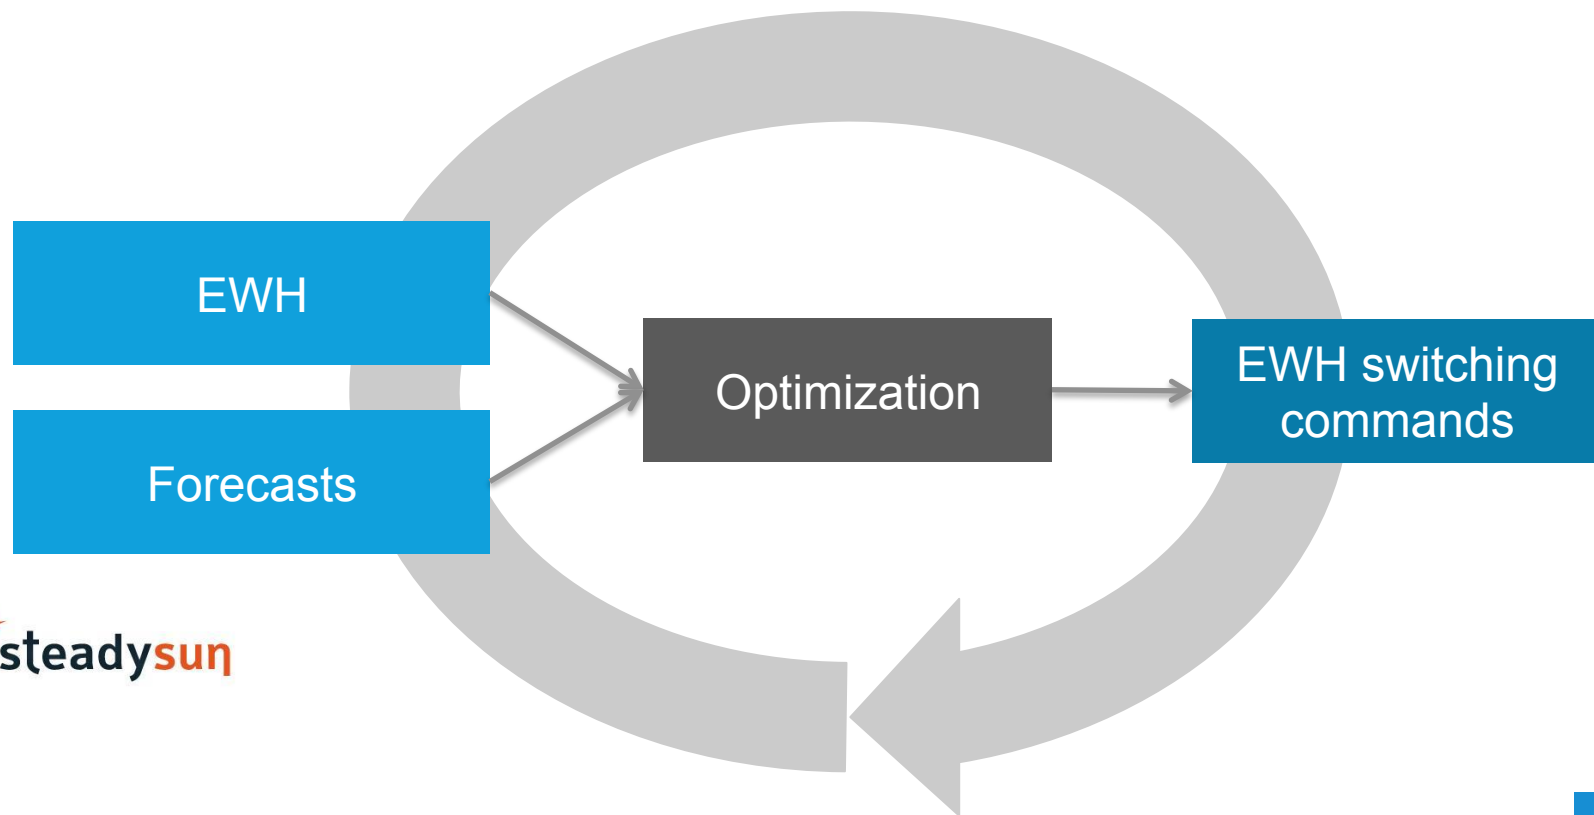 EWH
Forecasts
Optimization
EWH switching
commands
steadysun